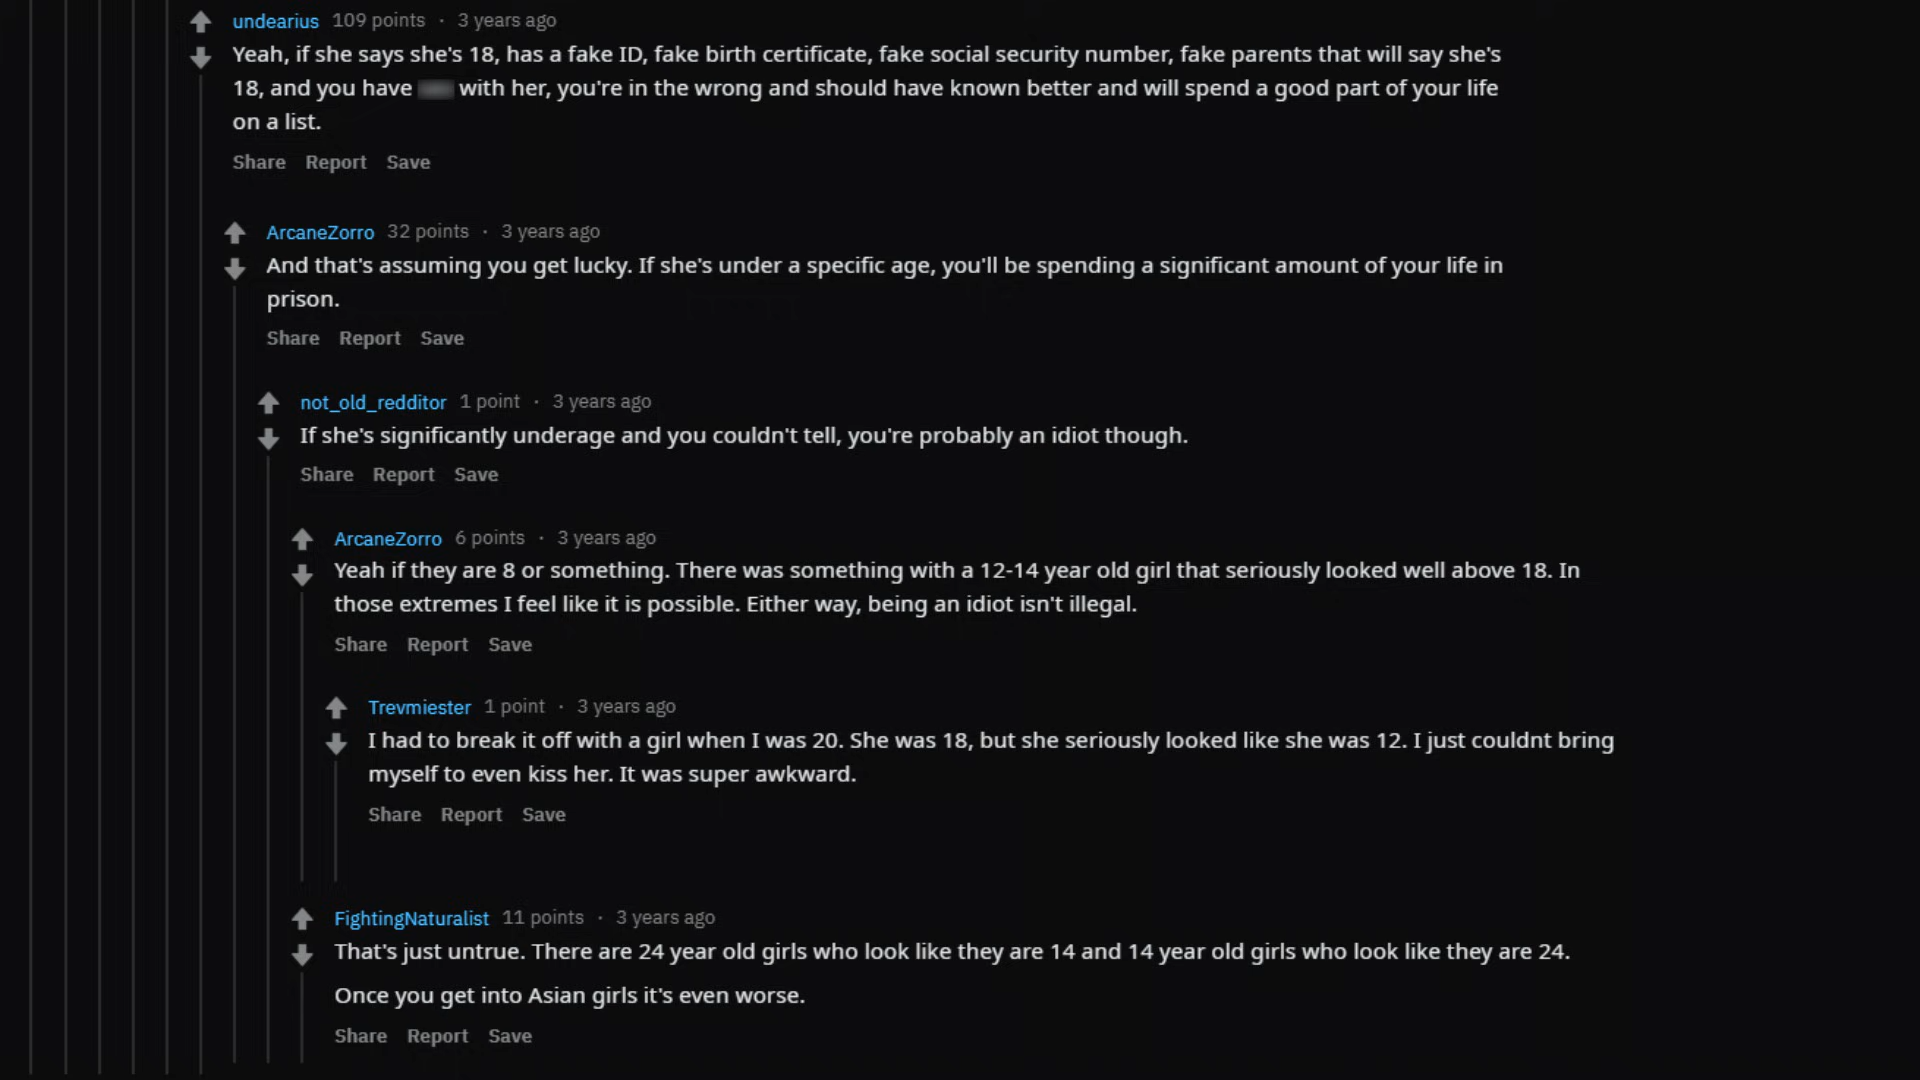 undearius 109 points · 3 years ago
Yeah, if she says she's 18, has a fake ID, fake birth certificate, fake social security number, fake parents that will say she's
18, and you have with her, you're in the wrong and should have known better and will spend a good part of your life
on a list.
Share Report Save
ArcaneZorro 32 points · 3 years ago
And that's assuming you get lucky. If she's under a specific age, you'll be spending a significant amount of your life in
prison.
Share Report Save
not_old_redditor 1 point · 3 years ago
If she's significantly underage and you couldn't tell, you're probably an idiot though.
Share Report Save
ArcaneZorro 6 points · 3 years ago
Yeah if they are 8 or something. There was something with a 12-14 year old girl that seriously looked well above 18. In
those extremes I feel like it is possible. Either way, being an idiot isn't illegal.
Share Report Save
Trevmiester 1 point · 3 years ago
I had to break it off with a girl when I was 20. She was 18, but she seriously looked like she was 12. I just couldnt bring
myself to even kiss her. It was super awkward.
Share Report Save
FightingNaturalist 11 points · 3 years ago
That's just untrue. There are 24 year old girls who look like they are 14 and 14 year old girls who look like they are 24.
Once you get into Asian girls it's even worse.
Share Report Save